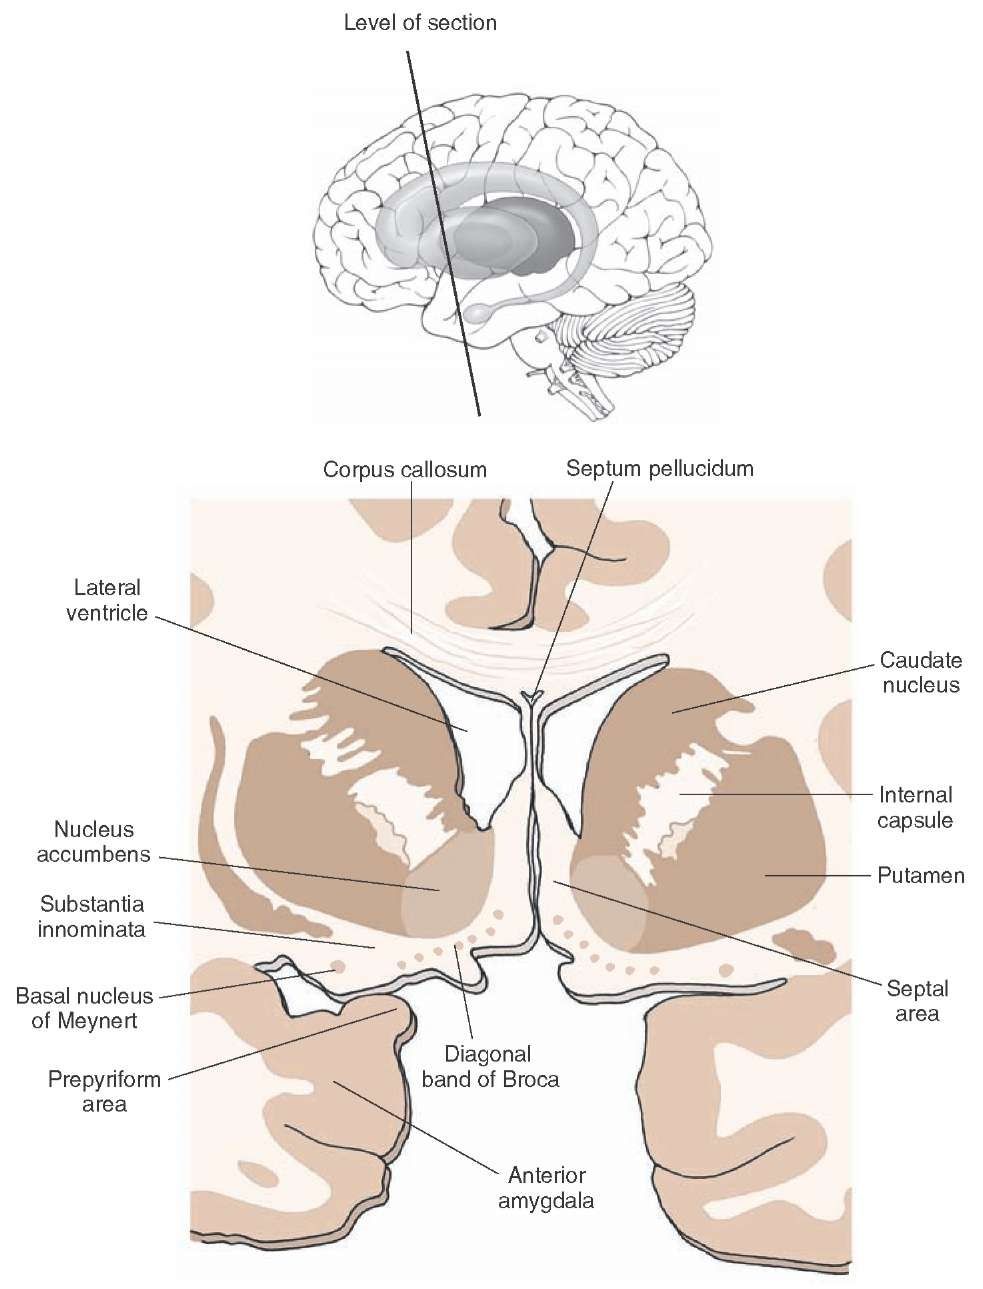 Level of section
Corpus callosum
Septum pellucidum
Lateral
ventricle
Caudate
nucleus
Internal
capsule
Nucleus
accumbens
Putamen
Substantia
innominata
Basal nucleus
of Meynert
Septal
area
Diagonal
band of Broca
Prepyriform
area
Anterior
amygdala